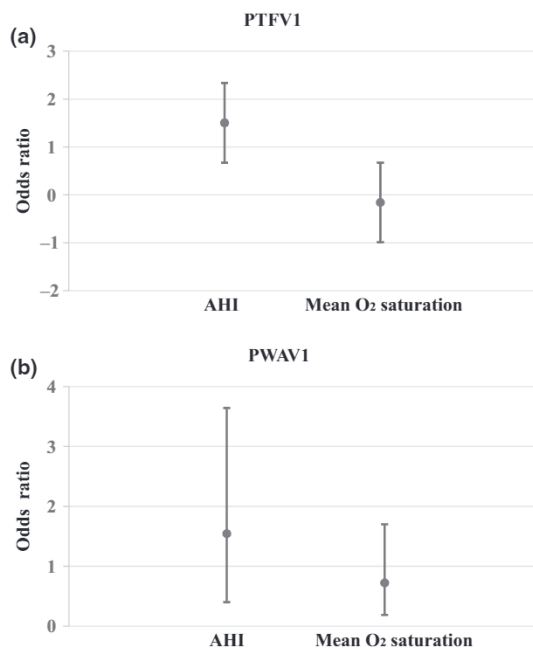 PTFV1
(a)
3
2
1
0
–1
–2
Odds ratio
AHI Mean O₂ saturation
PWAV1
(b)
4
3
2
1
0
Odds ratio
AHI Mean O₂ saturation